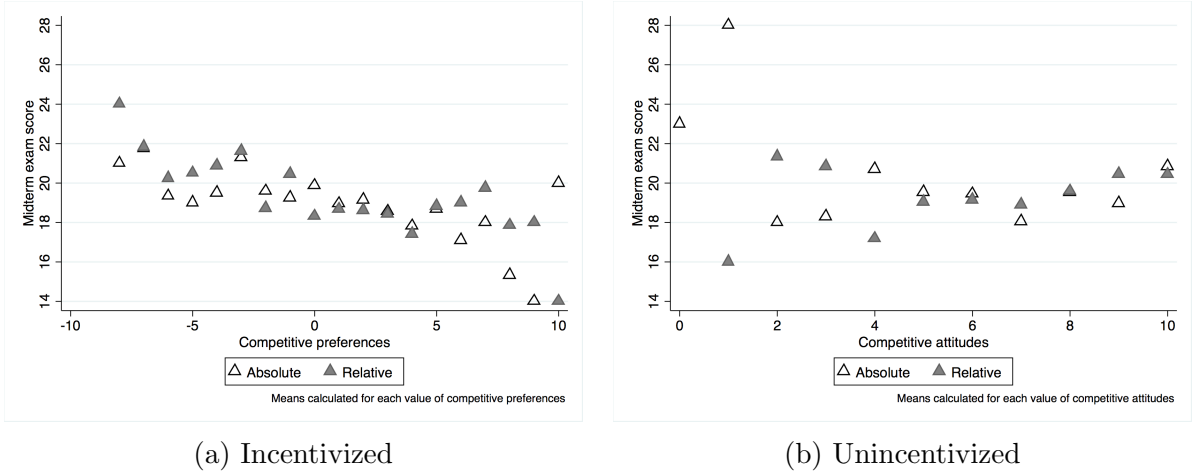 Midterm exam score
28
26
24
22
20
18
16
14
-10 -5 0 5 10
Competitive preferences
Absolute Relative
Means calculated for each value of competitive preferences
(a) Incentivized
Midterm exam score
28
26
24
22
20
18
16
14
0 2 4 6 8 10
Competitive attitudes
Absolute Relative
Means calculated for each value of competitive attitudes
(b) Unincentivized